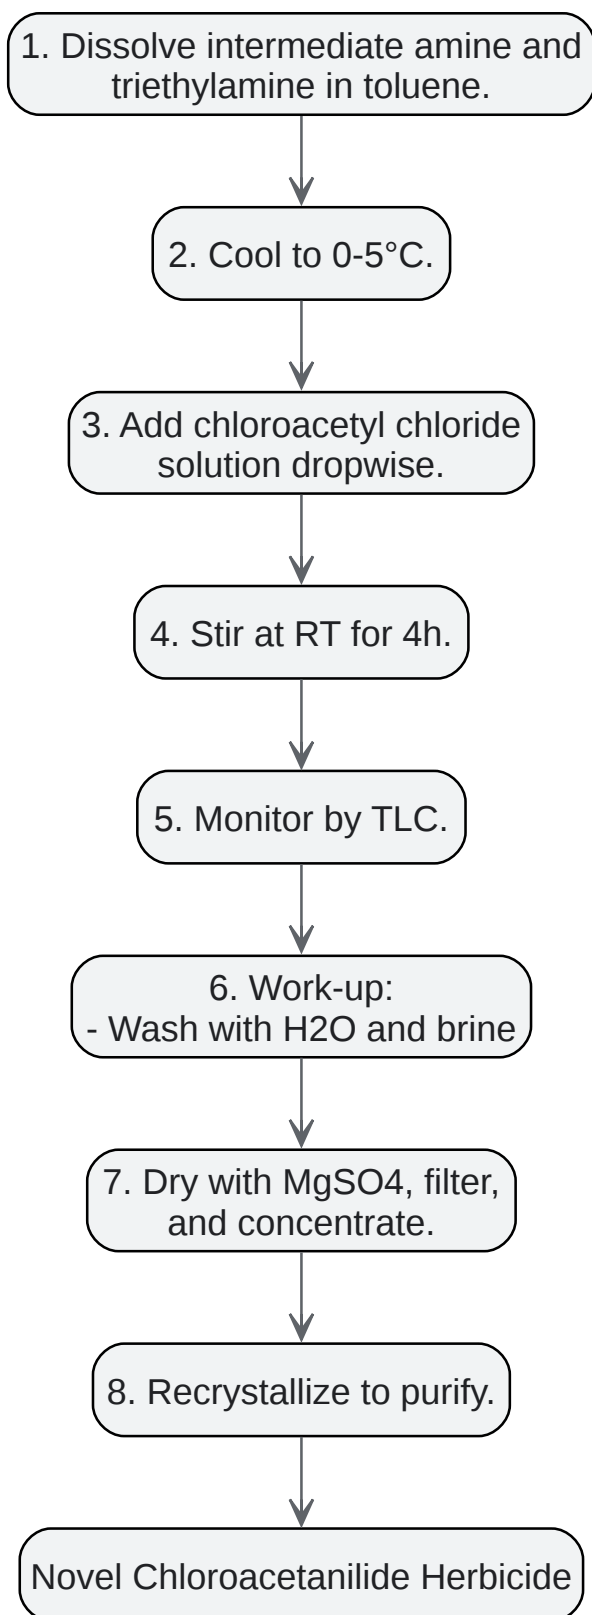 1. Dissolve intermediate amine and
triethylamine in toluene.
2. Cool to 0-5°C.
3. Add chloroacetyl chloride
solution dropwise.
4. Stir at RT for 4h.
5. Monitor by TLC.
6. Work-up:
- Wash with H2O and brine
7. Dry with MgSO4, filter,
and concentrate.
8. Recrystallize to purify.
Novel Chloroacetanilide Herbicide